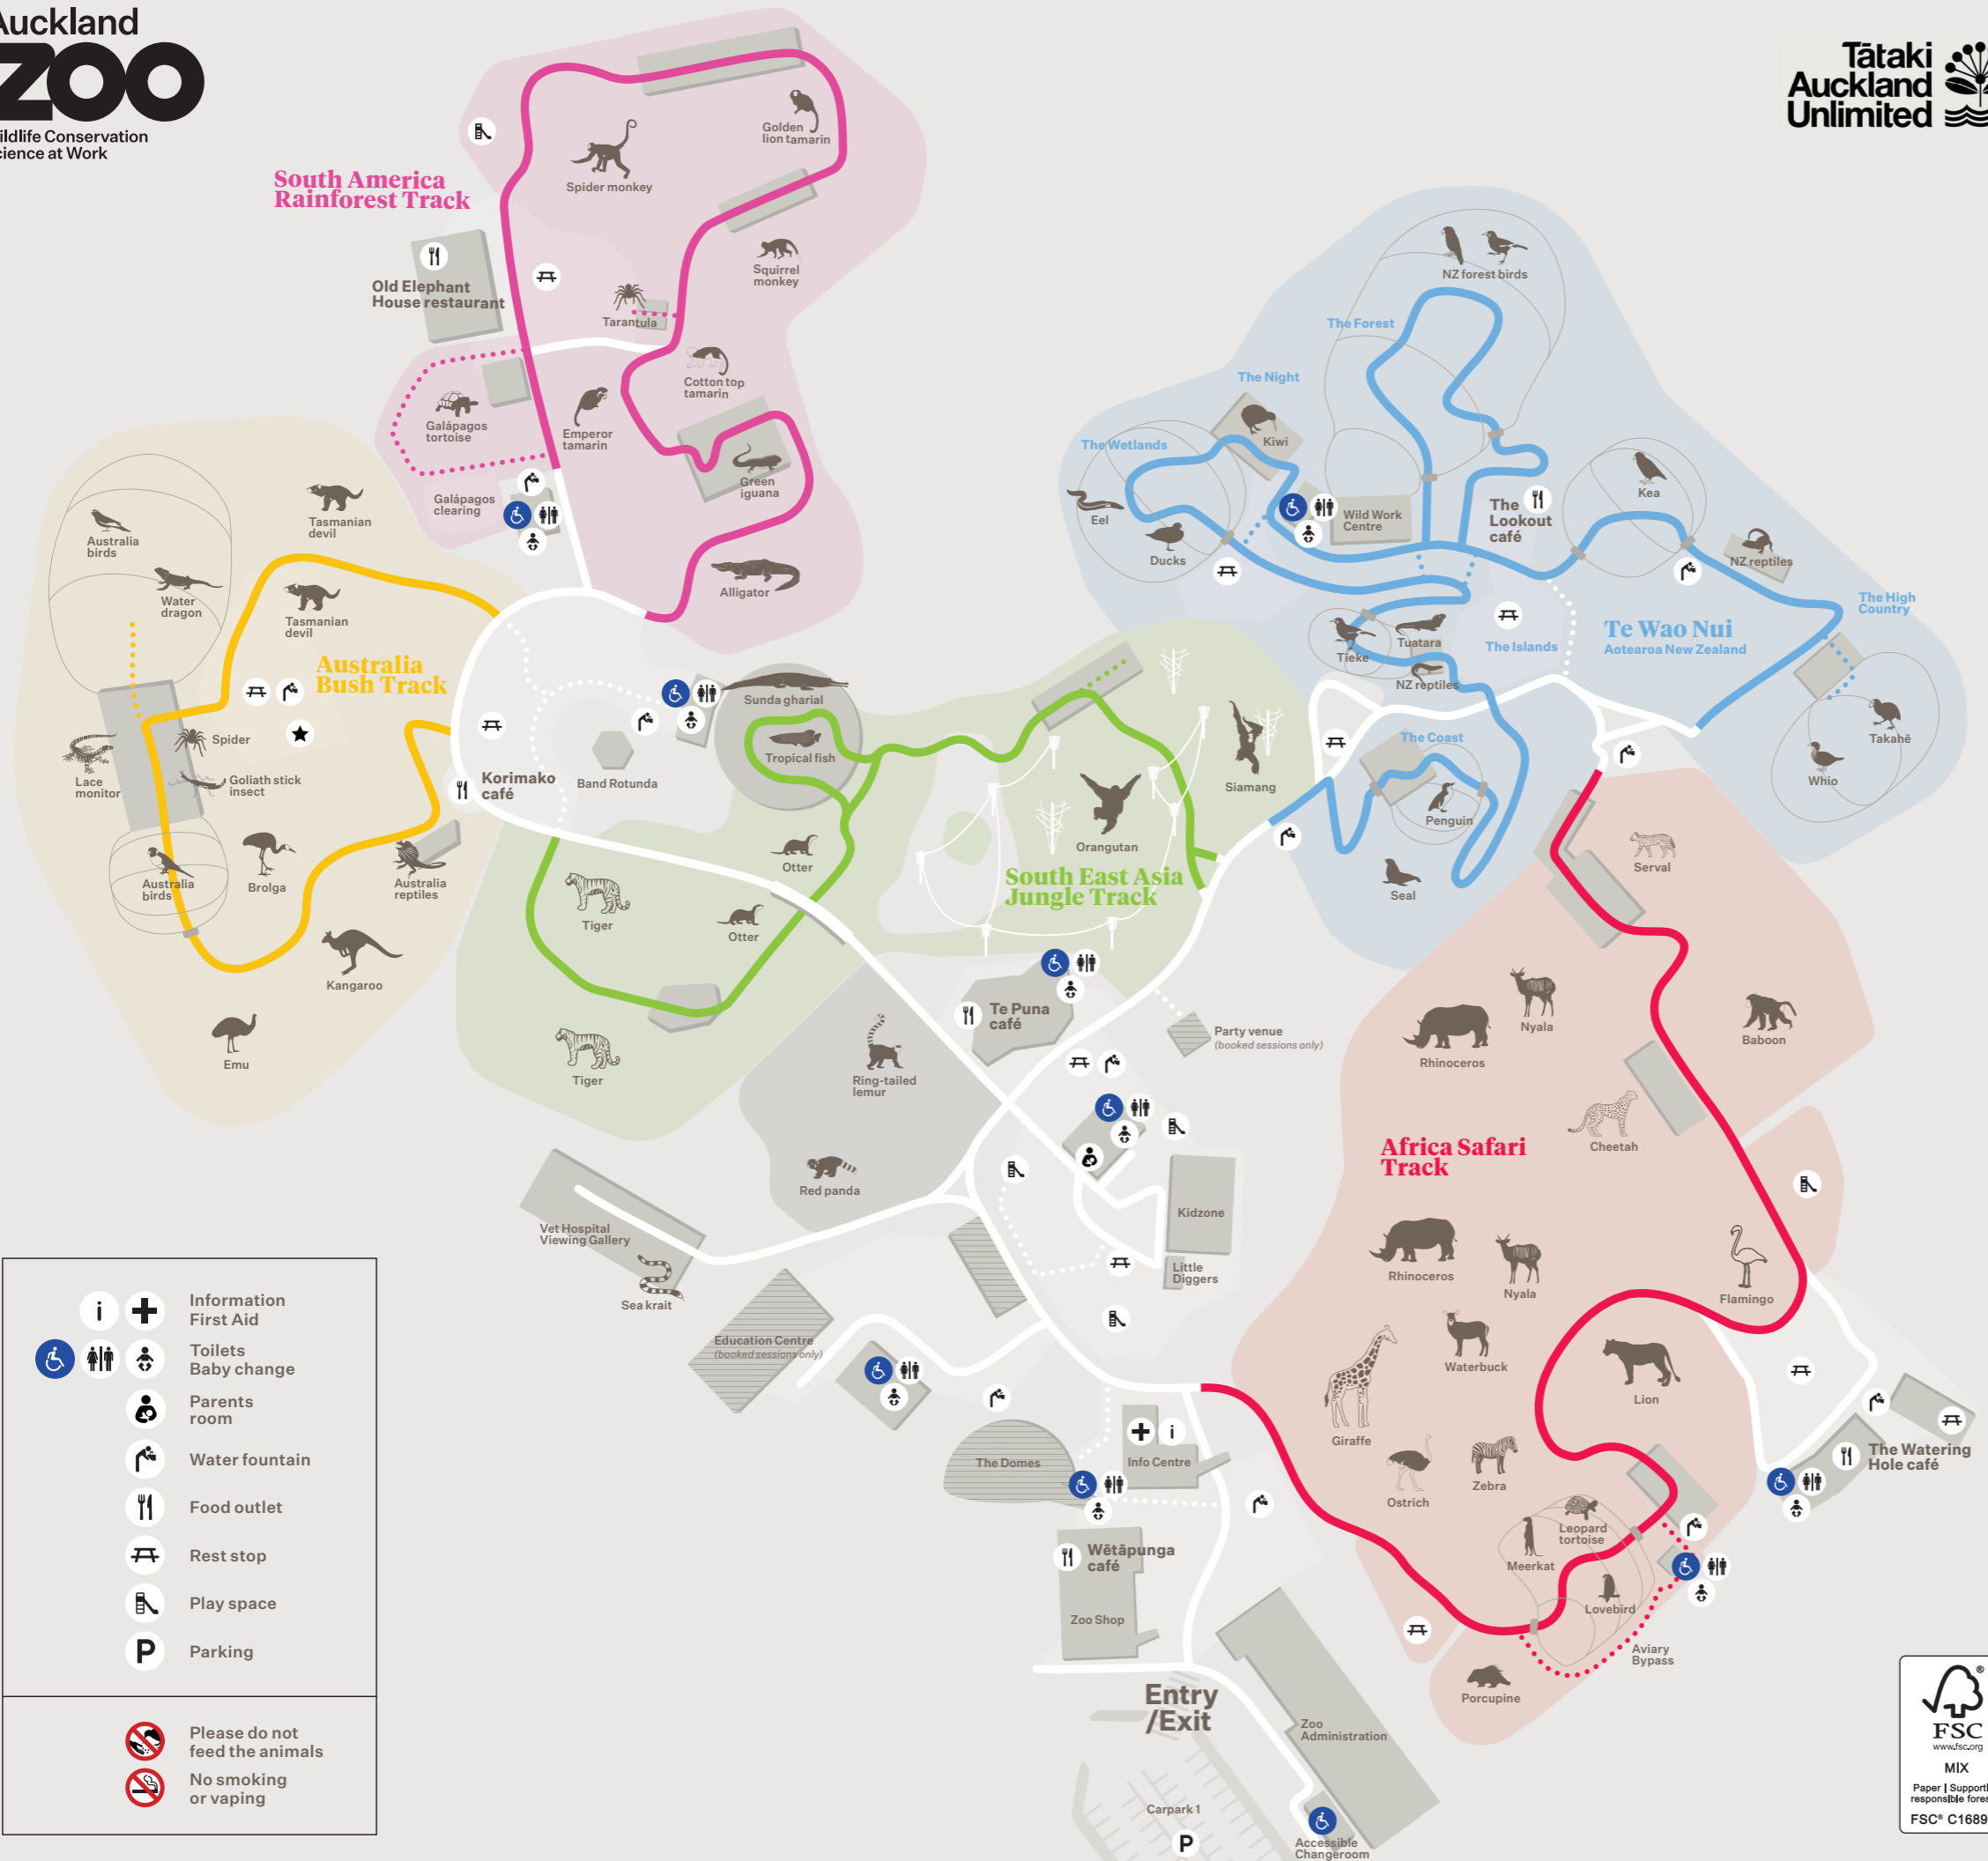 Auckland
ZOO
Wildlife Conservation
Science at Work
Tātaki
Auckland
Unlimited
South America
Rainforest Track
Spider monkey
Golden
lion tamarin
Squirrel
monkey
Old Elephant
House restaurant
Tarantula
Cotton top
tamarin
Galápagos
tortoise
Emperor
tamarin
Green
iguana
Galápagos
clearing
Alligator
Australia
birds
Tasmanian
devil
Water
dragon
Tasmanian
devil
Australia
Bush Track
Spider
Lace
monitor
Goliath stick
insect
Australia
birds
Brolga
Australia
reptiles
Kangaroo
Emu
Korimako
café
Band Rotunda
Sunda gharial
Tropical fish
Otter
Otter
Tiger
Tiger
Orangutan
Siamang
South East Asia
Jungle Track
NZ forest birds
The Forest
The Night
Kiwi
The Wetlands
Eel
Ducks
Wild Work
Centre
The
Lookout
café
Kea
NZ reptiles
The High
Country
Te Wao Nui
Aotearoa New Zealand
Tieke
Tuatara
NZ reptiles
The Islands
The Coast
Penguin
Seal
Takahē
Whio
Te Puna
café
Party venue
(booked sessions only)
Ring-tailed
lemur
Red panda
Vet Hospital
Viewing Gallery
Sea krait
Education Centre
(booked sessions only)
Kidzone
Little
Diggers
Serval
Nyala
Rhinoceros
Baboon
Cheetah
Africa Safari
Track
Rhinoceros
Nyala
Flamingo
Waterbuck
Giraffe
Lion
Ostrich
Zebra
Leopard
tortoise
Meerkat
Lovebird
Aviary
Bypass
Porcupine
The Watering
Hole café
The Domes
i
Info Centre
Wētāpunga
café
Zoo Shop
Entry
/Exit
Zoo
Administration
Carpark 1
P
Accessible
Changeroom
i
Information
First Aid
Toilets
Baby change
Parents
room
Water fountain
Food outlet
Rest stop
Play space
P
Parking
Please do not
feed the animals
No smoking
or vaping
FSC
®
www.fsc.org
MIX
Paper | Support
responsible fores
FSC® C1689